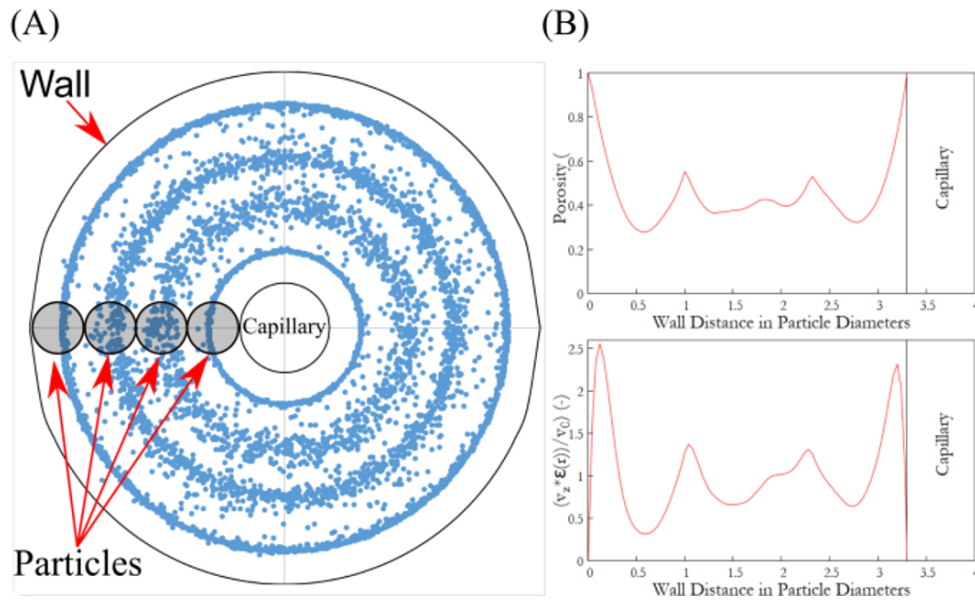 (A)
Wall
Capillary
Particles
(B)
Porosity (
1
0.8
0.6
0.4
0.2
0
0 0.5 1 1.5 2 2.5 3 3.5 4
Wall Distance in Particle Diameters
Capillary
(v_z*ε(r))/v_0) (-)
2.5
2
1.5
1
0.5
0
0 0.5 1 1.5 2 2.5 3 3.5 4
Wall Distance in Particle Diameters
Capillary